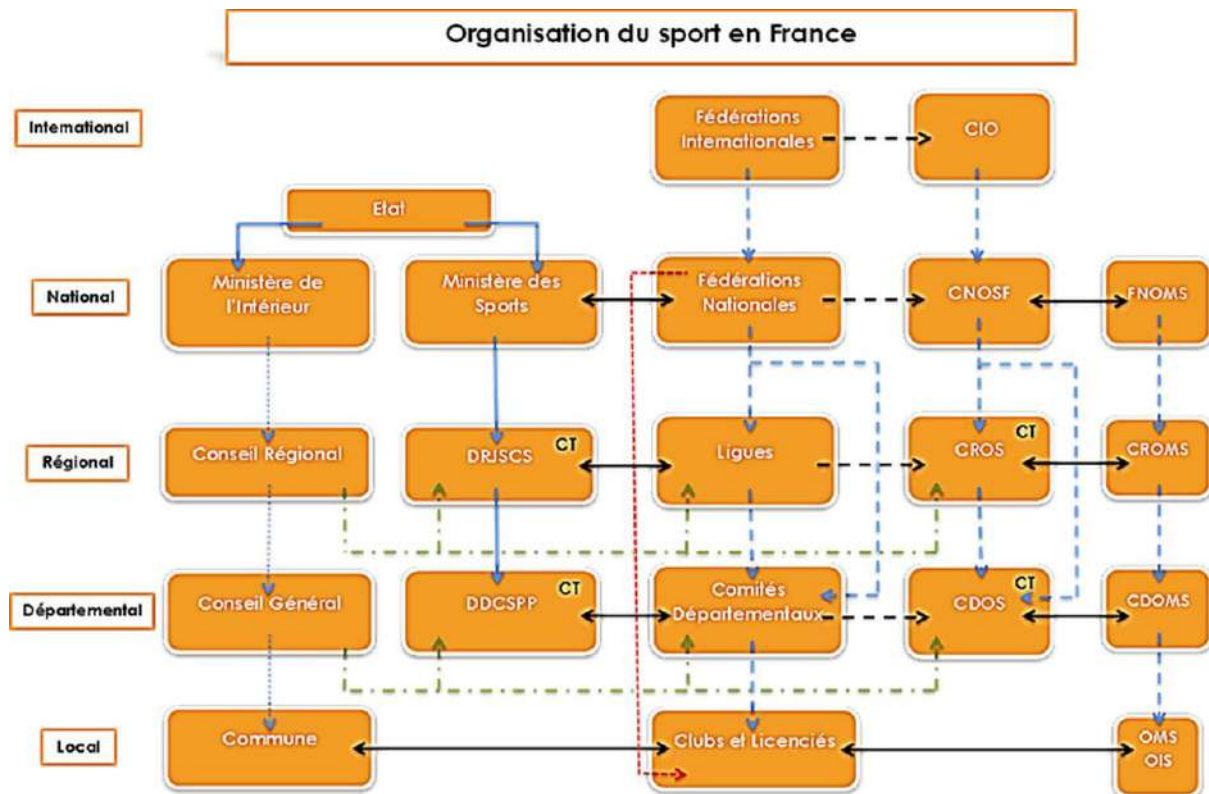 Organisation du sport en France
International
Fédérations
Internationales
CIO
Etat
National
Ministère de
l'Intérieur
Ministère des
Sports
Fédérations
Nationales
CNOSF
FNOMS
Régional
Conseil Régional
DRJSCS
CT
Ligues
CROS
CT
CROMS
Départemental
Conseil Général
DDCSPP
CT
Comités
Départementaux
CDOS
CT
CDOMS
Local
Commune
Clubs et Licenciés
OMS
OIS